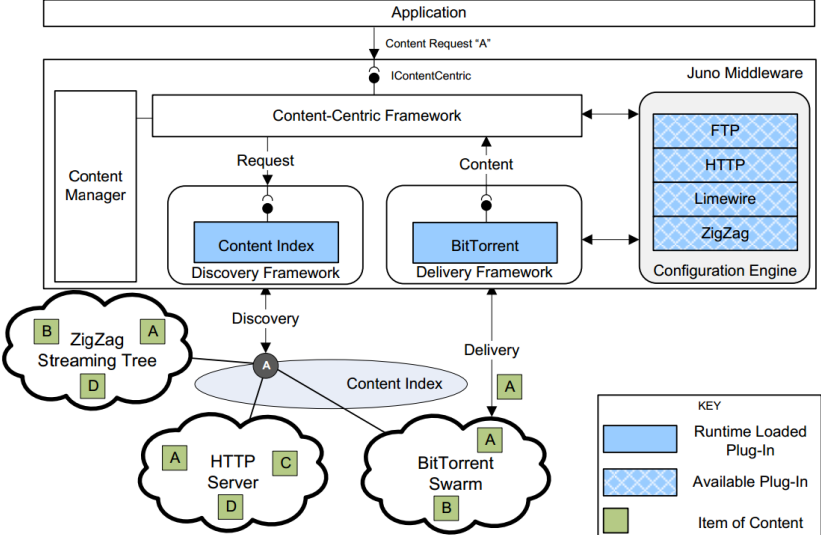 Application
Content Request “A”
IContentCentric
Juno Middleware
Content-Centric Framework
Content
Manager
Request
Content
FTP
HTTP
Limewire
ZigZag
Configuration Engine
Content Index
Discovery Framework
BitTorrent
Delivery Framework
Discovery
Delivery
B
A
ZigZag
Streaming Tree
D
A
Content Index
A
A
HTTP
Server
C
D
A
BitTorrent
Swarm
B
KEY
Runtime Loaded
Plug-In
Available Plug-In
Item of Content